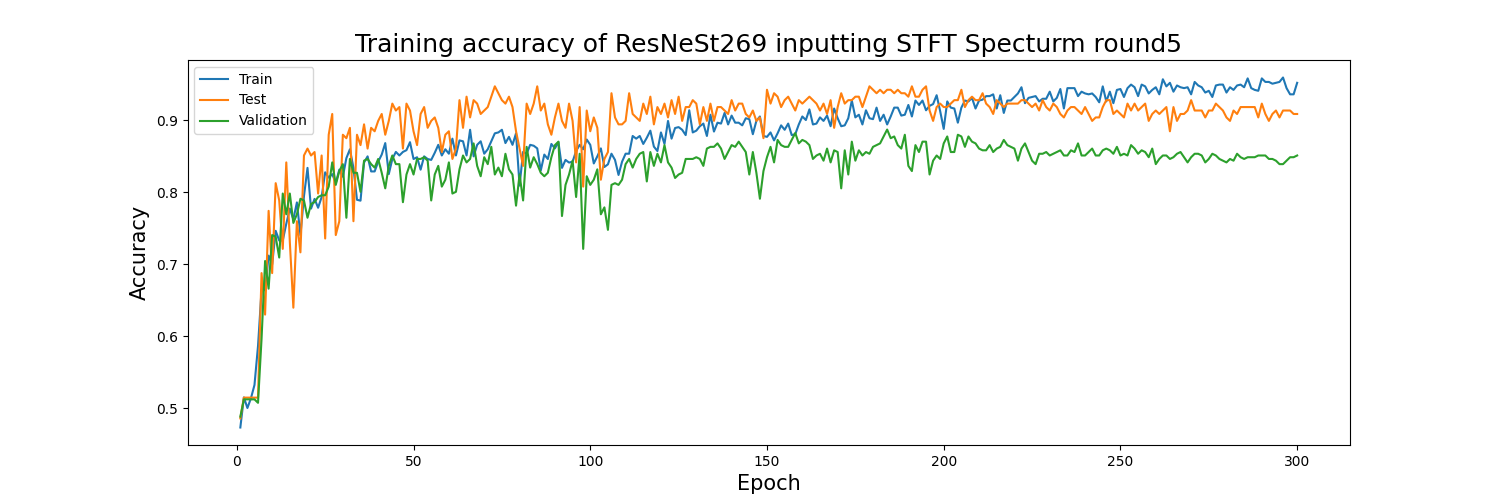 Training accuracy of ResNeSt269 inputting STFT Specturm round5
Train
Test
Validation
Accuracy
0.9
0.8
0.7
0.6
0.5
0 50 100 150 200 250 300
Epoch